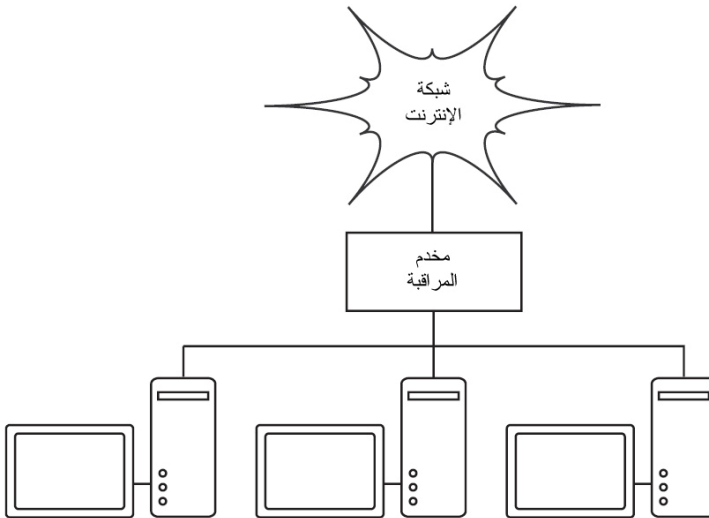 شبكة
الإنترنت
مخدم
المراقبة